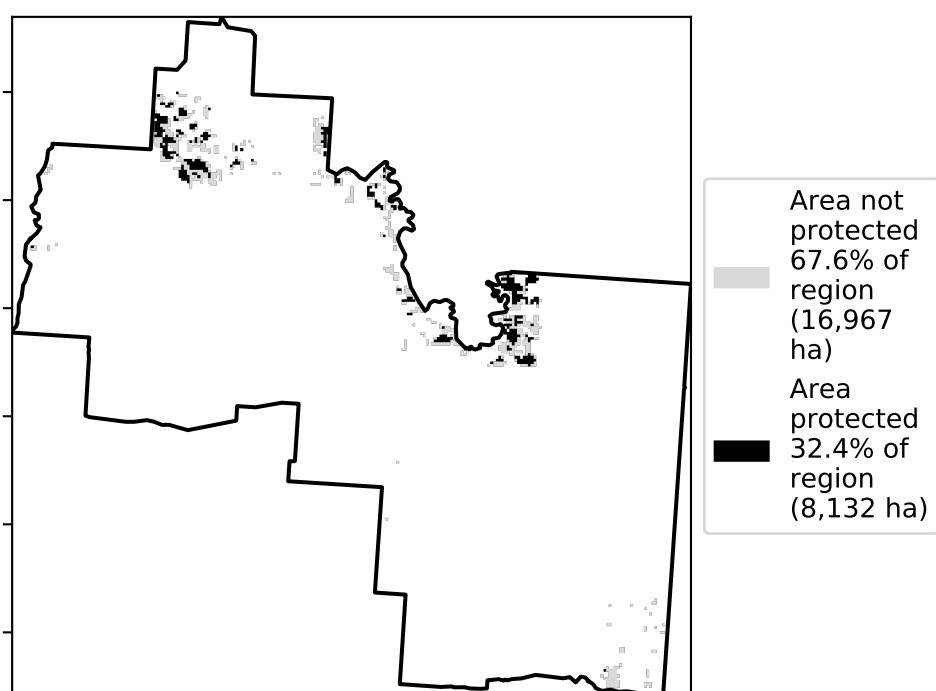 Area not
protected
67.6% of
region
(16,967
ha)
Area
protected
32.4% of
region
(8,132 ha)